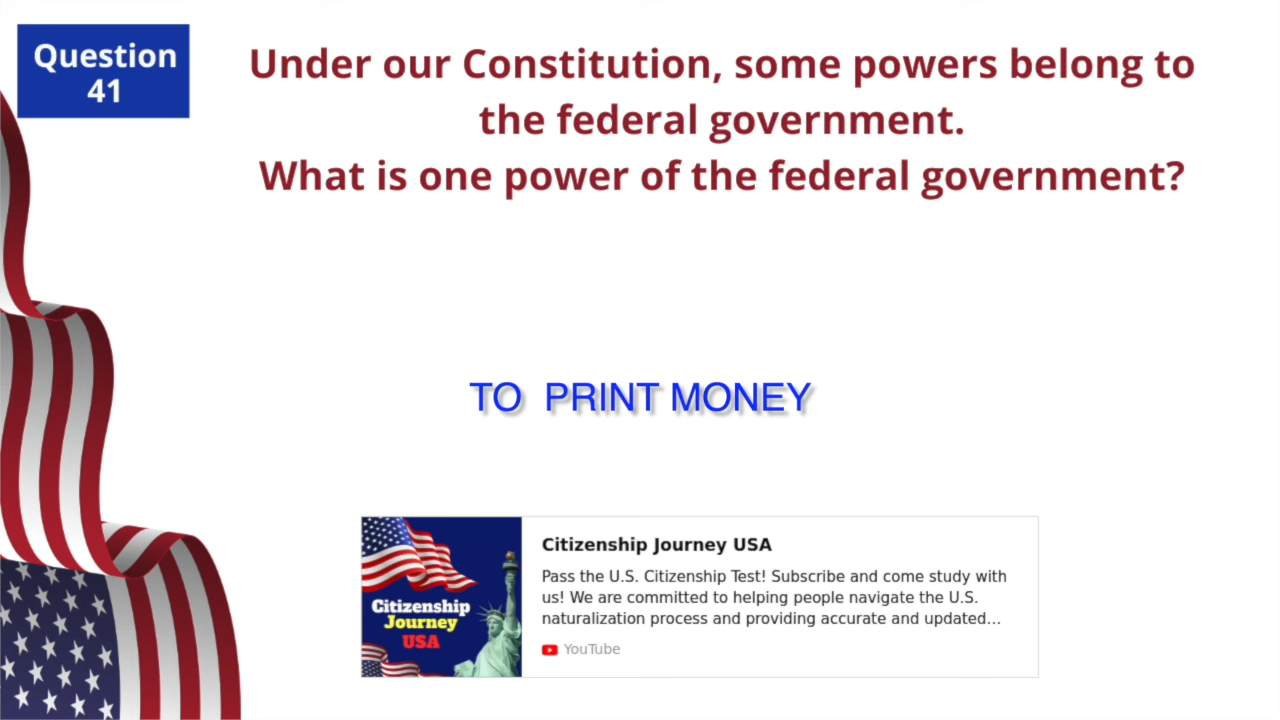 Question
41
Under our Constitution, some powers belong to
the federal government.
What is one power of the federal government?
TO PRINT MONEY
Citizenship
Journey
USA
Citizenship Journey USA
Pass the U.S. Citizenship Test! Subscribe and come study with
us! We are committed to helping people navigate the U.S.
naturalization process and providing accurate and updated...
YouTube